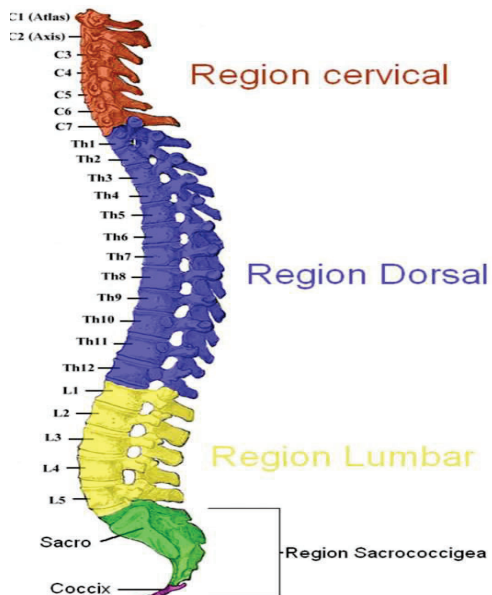 C1 (Atlas)
C2 (Axis)
C3
C4
C5
C6
C7
Region cervical
Th1
Th2
Th3
Th4
Th5
Th6
Th7
Th8
Th9
Th10
Th11
Th12
Region Dorsal
L1
L2
L3
L4
L5
Region Lumbar
Sacro
Coccix
Region Sacrococcigea